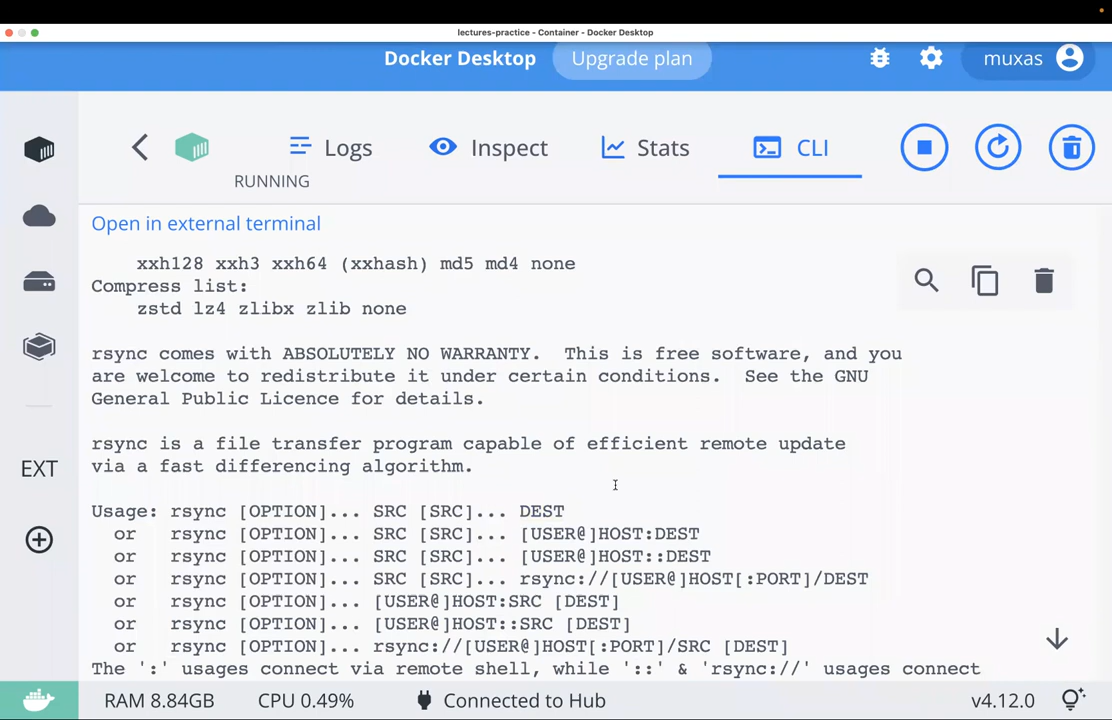 lectures-practice - Container - Docker Desktop
Docker Desktop
Upgrade plan
muxas
Logs
Inspect
Stats
CLI
RUNNING
Open in external terminal
xxh128 xxh3 xxh64 (xxhash) md5 md4 none
Compress list:
zstd lz4 zlibx zlib none
rsync comes with ABSOLUTELY NO WARRANTY.  This is free software, and you
are welcome to redistribute it under certain conditions.  See the GNU
General Public Licence for details.
rsync is a file transfer program capable of efficient remote update
via a fast differencing algorithm.
Usage: rsync [OPTION]... SRC [SRC]... DEST
or   rsync [OPTION]... SRC [SRC]... [USER@]HOST:DEST
or   rsync [OPTION]... SRC [SRC]... [USER@]HOST::DEST
or   rsync [OPTION]... SRC [SRC]... rsync://[USER@]HOST[:PORT]/DEST
or   rsync [OPTION]... [USER@]HOST:SRC [DEST]
or   rsync [OPTION]... [USER@]HOST::SRC [DEST]
or   rsync [OPTION]... rsync://[USER@]HOST[:PORT]/SRC [DEST]
The ':' usages connect via remote shell, while '::' & 'rsync://' usages connect
EXT
RAM 8.84GB
CPU 0.49%
Connected to Hub
v4.12.0